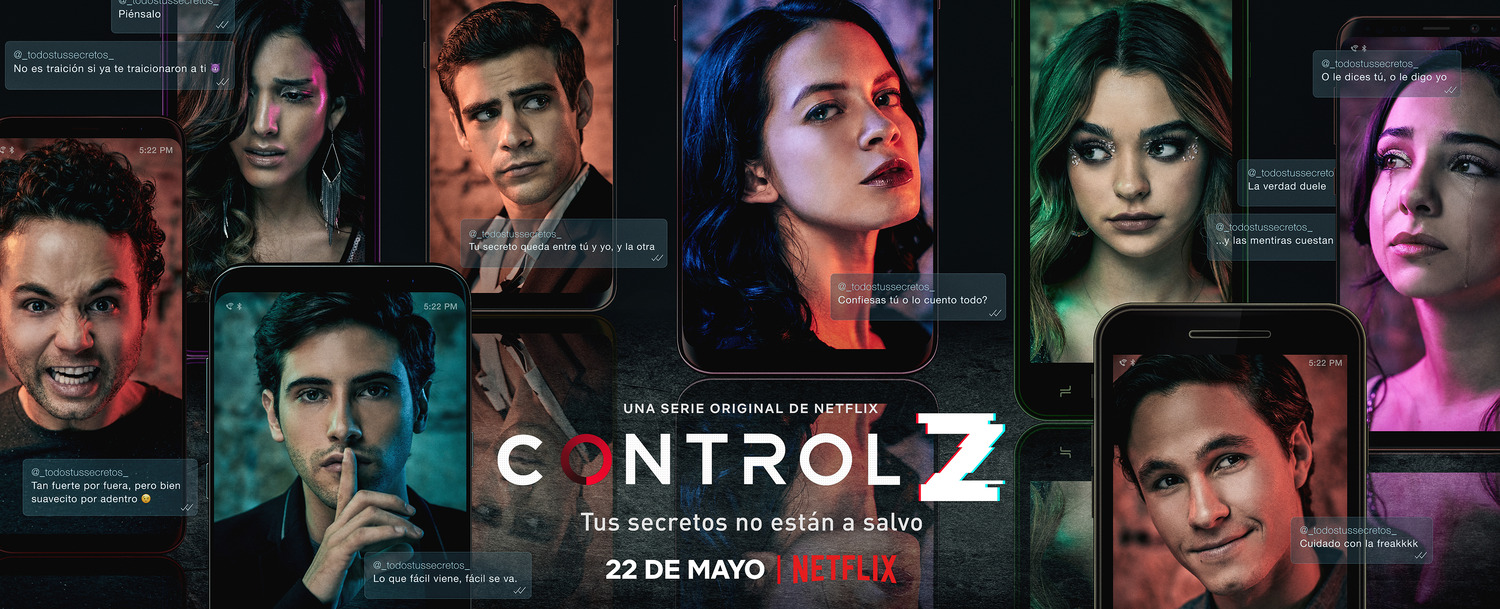 @_todostussecretos_
Piénsalo
@_todostussecretos_
No es traición si ya te traicionaron a ti 😈
5:22 PM
@_todostussecretos_
Tu secreto queda entre tú y yo, y la otra
@_todostussecretos_
Confiesas tú o lo cuento todo?
@_todostussecretos_
O le dices tú, o le digo yo
@_todostussecreto
La verdad duele
@_todostussecretos_
...y las mentiras cuestan
5:22 PM
5:22 PM
@_todostussecretos_
Tan fuerte por fuera, pero bien
suavecito por adentro 😉
@_todostussecretos_
Lo que fácil viene, fácil se va.
UNA SERIE ORIGINAL DE NETFLIX
CONTROL Z
Tus secretos no están a salvo
22 DE MAYO | NETFLIX
@_todostussecretos_
Cuidado con la freakkkk